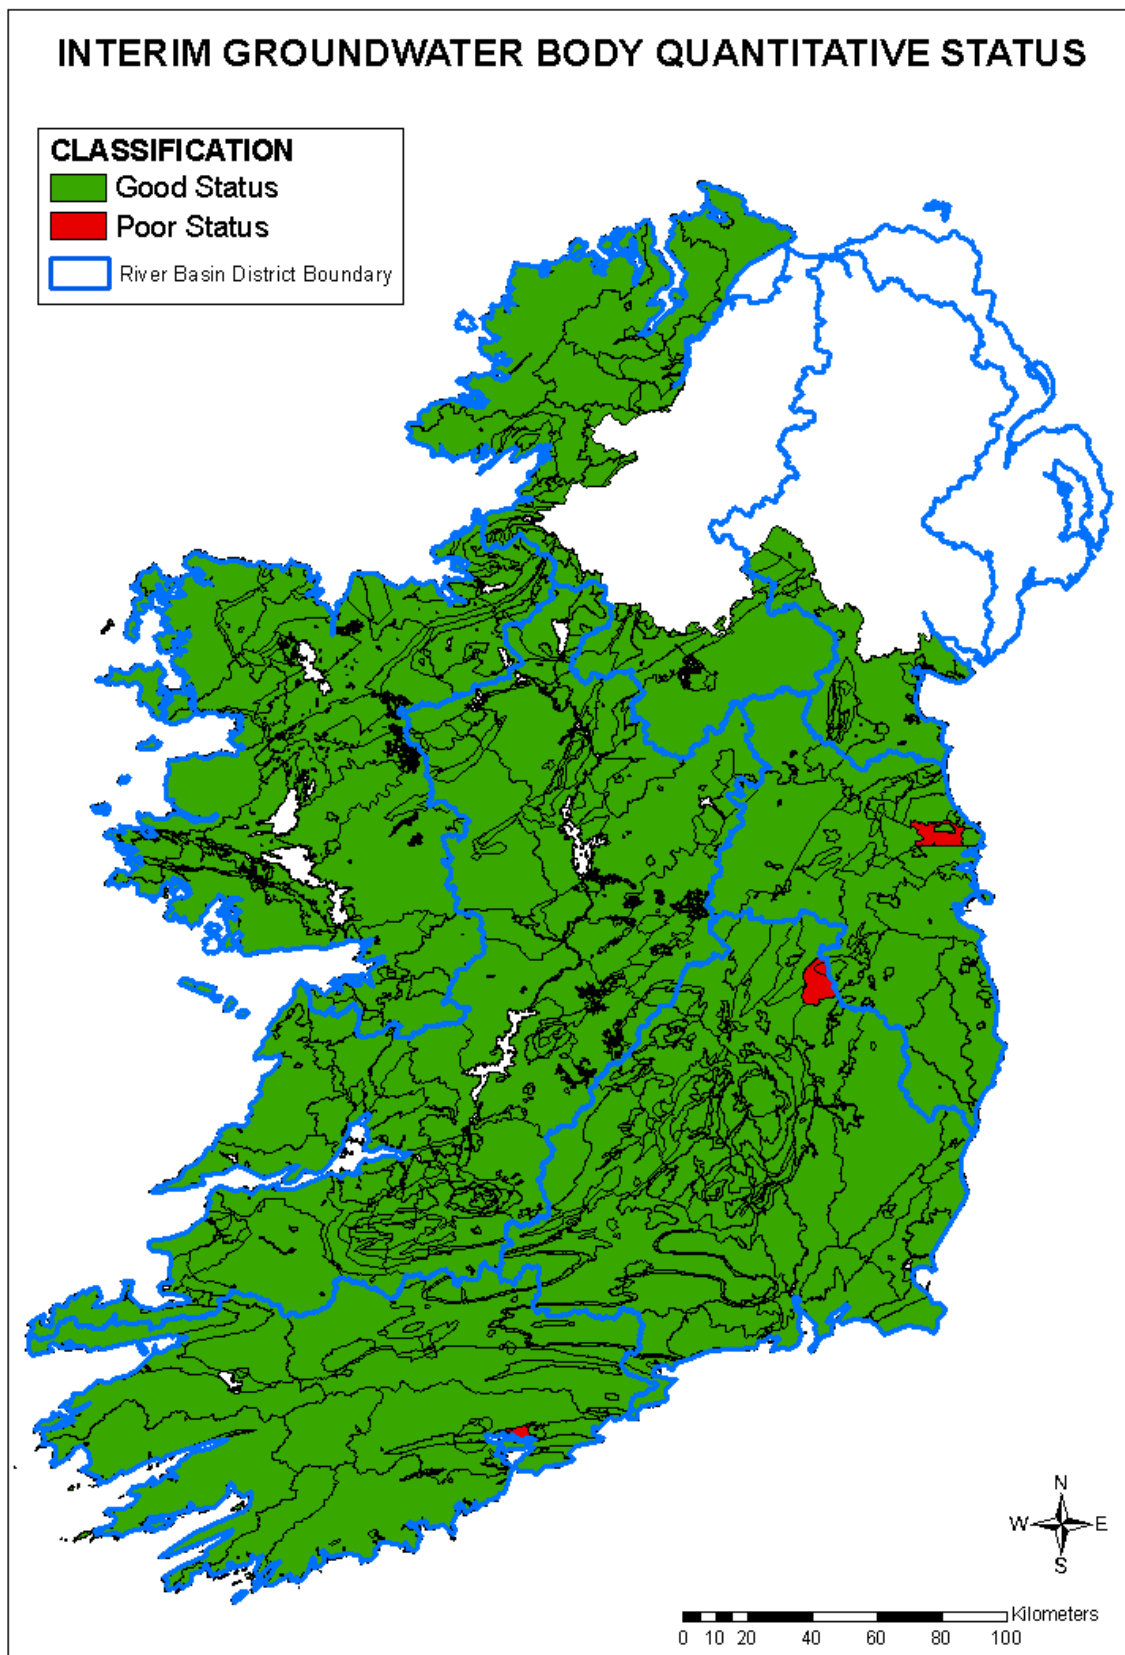 INTERIM GROUNDWATER BODY QUANTITATIVE STATUS
CLASSIFICATION
Good Status
Poor Status
River Basin District Boundary
N
W E
S
Kilometers
0 10 20 40 60 80 100